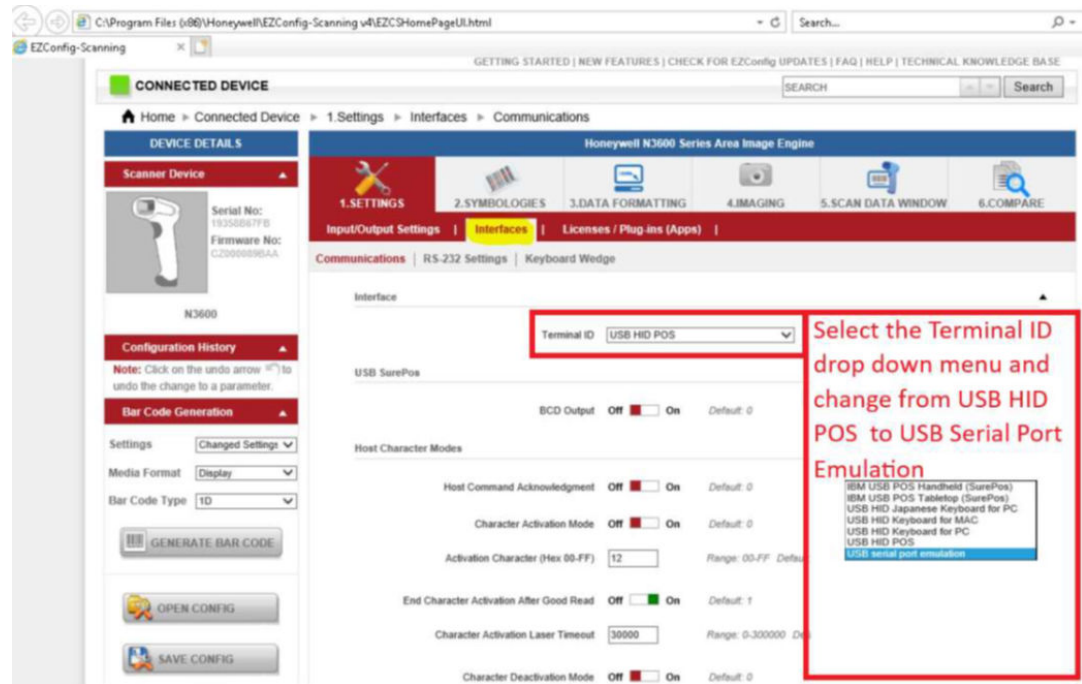 C:\Program Files (x86)\Honeywell\EZConfig-Scanning v4\EZCSHomePageUI.html
Search...
EZConfig-Scanning
GETTING STARTED | NEW FEATURES | CHECK FOR EZConfig UPDATES | FAQ | HELP | TECHNICAL KNOWLEDGE BASE
CONNECTED DEVICE
SEARCH
Search
Home ▸ Connected Device ▸ 1.Settings ▸ Interfaces ▸ Communications
DEVICE DETAILS
Honeywell N3600 Series Area Image Engine
Scanner Device
Serial No:
Firmware No:
N3600
1.SETTINGS
2.SYMBOLOGIES
3.DATA FORMATTING
4.IMAGING
5.SCAN DATA WINDOW
6.COMPARE
Input/Output Settings | Interfaces | Licenses / Plug-ins (Apps) |
Communications | RS-232 Settings | Keyboard Wedge
Configuration History
Note: Click on the undo arrow to
undo the change to a parameter.
Bar Code Generation
Settings Changed Settings
Media Format Display
Bar Code Type 1D
GENERATE BAR CODE
OPEN CONFIG
SAVE CONFIG
Interface
Terminal ID USB HID POS
USB SurePos
BCD Output Off On Default: 0
Host Character Modes
Host Command Acknowledgment Off On Default: 0
Character Activation Mode Off On Default: 0
Activation Character (Hex 00-FF) 12 Range: 00-FF
End Character Activation After Good Read Off On Default: 1
Character Activation Laser Timeout 30000 Range: 0-300000
Character Deactivation Mode Off On Default: 0
Select the Terminal ID
drop down menu and
change from USB HID
POS to USB Serial Port
Emulation
IBM USB POS Handheld (SurePos)
IBM USB POS Tabletop (SurePos)
USB HID Japanese Keyboard for PC
USB HID Keyboard for MAC
USB HID Keyboard for PC
USB HID POS
USB serial port emulation